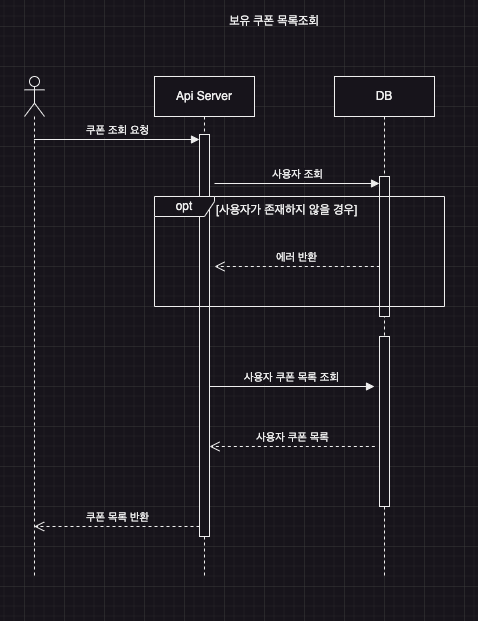 보유 쿠폰 목록조회
Api Server
DB
쿠폰 조회 요청
사용자 조회
opt
[사용자가 존재하지 않을 경우]
에러 반환
사용자 쿠폰 목록 조회
사용자 쿠폰 목록
쿠폰 목록 반환